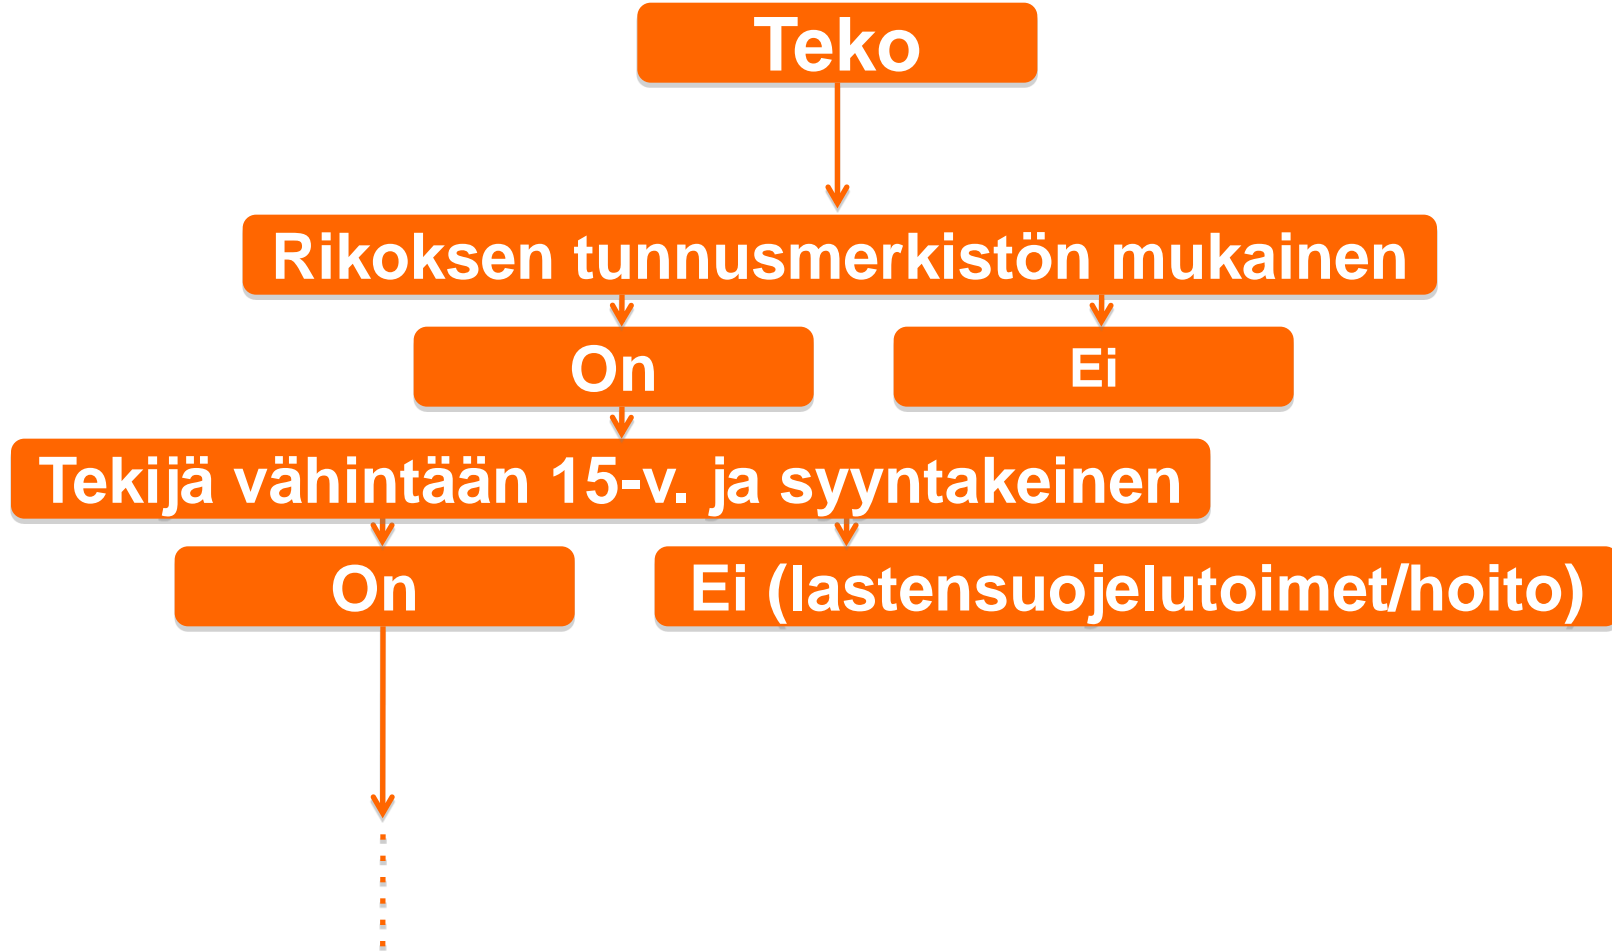 Teko
Rikoksen tunnusmerkistön mukainen
On
Ei
Tekijä vähintään 15-v. ja syyntakeinen
On
Ei (lastensuojelutoimet/hoito)